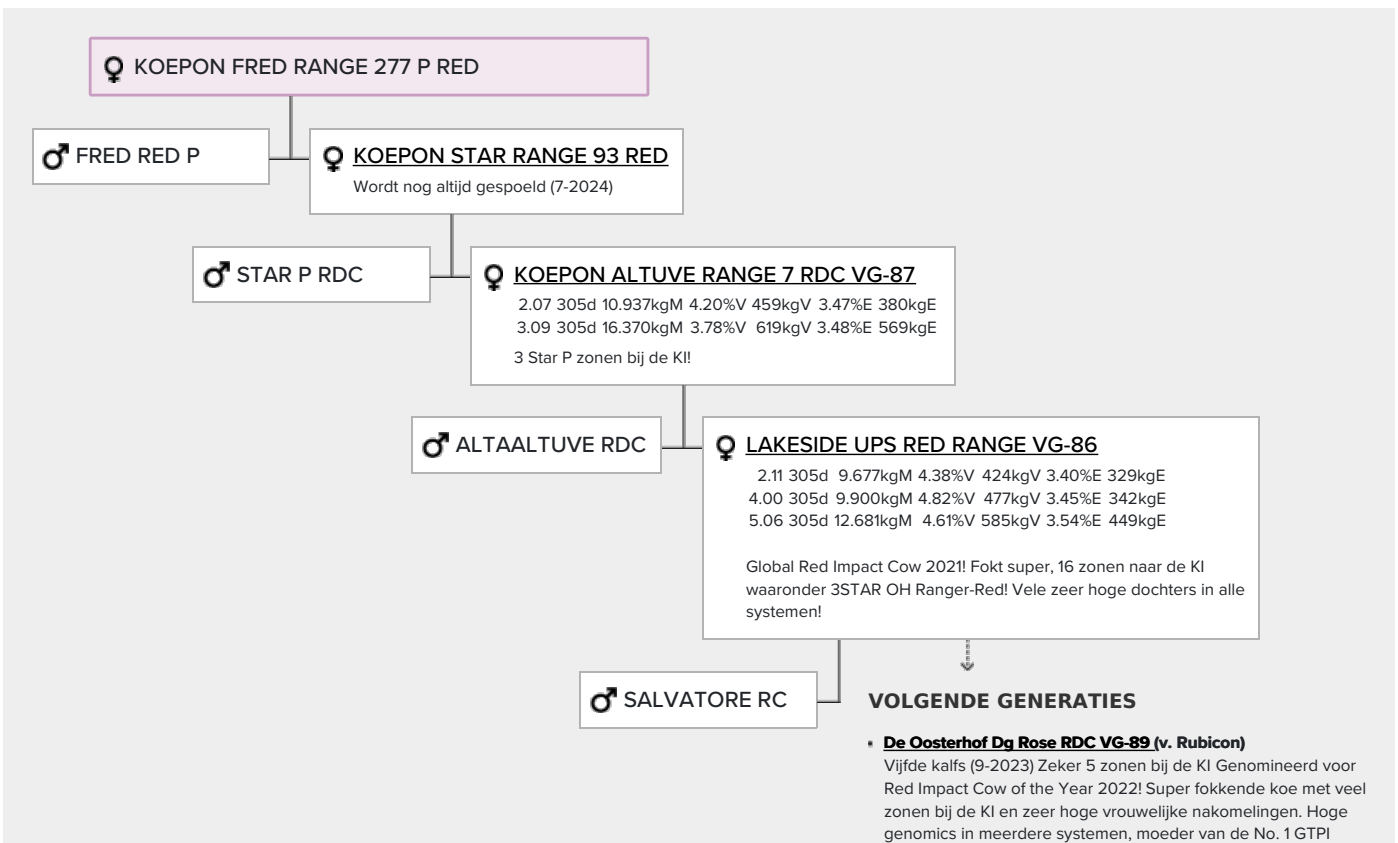 KOEPON FRED RANGE 277 P RED
FRED RED P
KOEPON STAR RANGE 93 RED
Wordt nog altijd gespoeld (7-2024)
STAR P RDC
KOEPON ALTUVE RANGE 7 RDC VG-87
2.07 305d 10.937kgM 4.20%V 459kgV 3.47%E 380kgE
3.09 305d 16.370kgM 3.78%V 619kgV 3.48%E 569kgE
3 Star P zonen bij de KI!
ALTAALTUVE RDC
LAKESIDE UPS RED RANGE VG-86
2.11 305d 9.677kgM 4.38%V 424kgV 3.40%E 329kgE
4.00 305d 9.900kgM 4.82%V 477kgV 3.45%E 342kgE
5.06 305d 12.681kgM 4.61%V 585kgV 3.54%E 449kgE
Global Red Impact Cow 2021! Fokt super, 16 zonen naar de KI
waaronder 3STAR OH Ranger-Red! Vele zeer hoge dochters in alle
systemen!
SALVATORE RC
VOLGENDE GENERATIES
De Oosterhof Dg Rose RDC VG-89 (v. Rubicon)
Vijfde kalfs (9-2023) Zeker 5 zonen bij de KI Genomineerd voor
Red Impact Cow of the Year 2022! Super fokkende koe met veel
zonen bij de KI en zeer hoge vrouwelijke nakomelingen. Hoge
genomics in meerdere systemen, moeder van de No. 1 GTPI